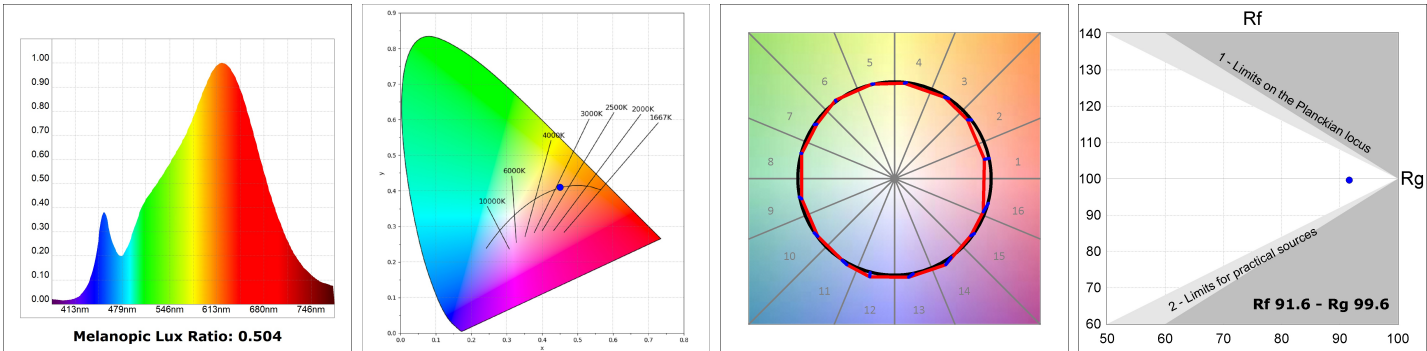 1.00
0.90
0.80
0.70
0.60
0.50
0.40
0.30
0.20
0.10
0.00
413nm 479nm 546nm 613nm 680nm 746nm
Melanopic Lux Ratio: 0.504
0.9
0.8
0.7
0.6
0.5
0.4
0.3
0.2
0.1
0.0
y
0.0 0.1 0.2 0.3 0.4 0.5 0.6 0.7 0.8
x
10000K
6000K
4000K
3000K
2500K
2000K
1667K
1
2
3
4
5
6
7
8
9
10
11
12
13
14
15
16
Rf
140
130
120
110
100
90
80
70
60
50 60 70 80 90 100
Rg
1 - Limits on the Planckian locus
2 - Limits for practical sources
Rf 91.6 - Rg 99.6